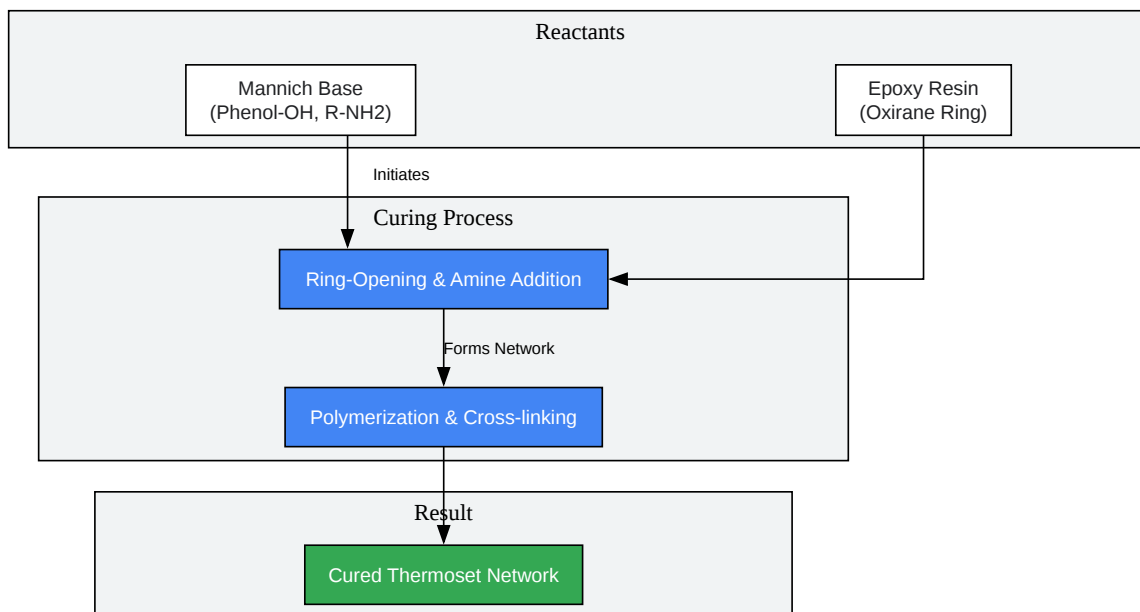 Reactants
Mannich Base
(Phenol-OH, R-NH2)
Epoxy Resin
(Oxirane Ring)
Initiates
Curing Process
Ring-Opening & Amine Addition
Forms Network
Polymerization & Cross-linking
Result
Cured Thermoset Network